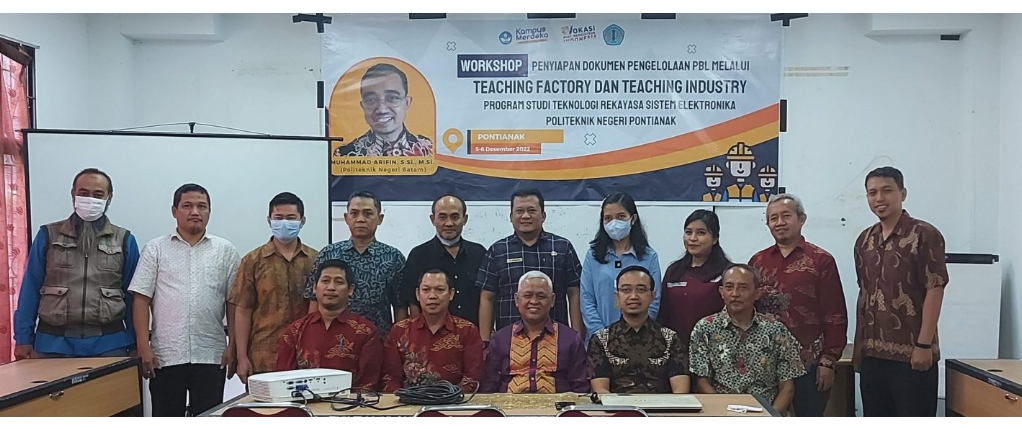 Kampus
Merdeka
VOKASI
INDONESIA
WORKSHOP PENYIAPAN DOKUMEN PENGELOLAAN PBL MELALUI
TEACHING FACTORY DAN TEACHING INDUSTRY
PROGRAM STUDI TEKNOLOGI REKAYASA SISTEM ELEKTRONIKA
POLITEKNIK NEGERI PONTIANAK
PONTIANAK
5-6 Desember 2022
MUHAMMAD ARIFIN, S.Si., M.Si.
(Politeknik Negeri Batam)